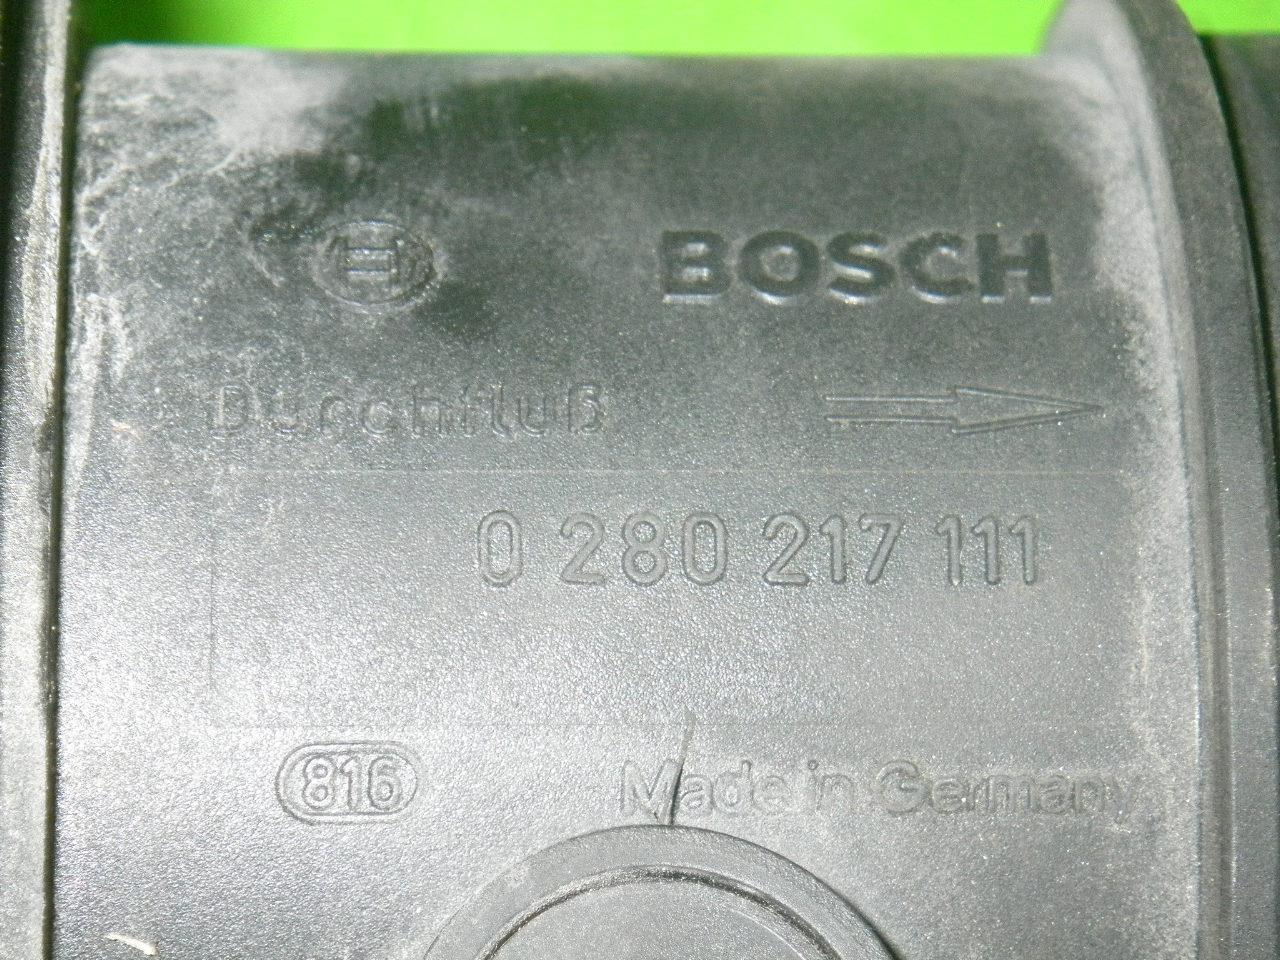 BOSCH
Durchfluß
0 280 217 111
816
Made in Germany